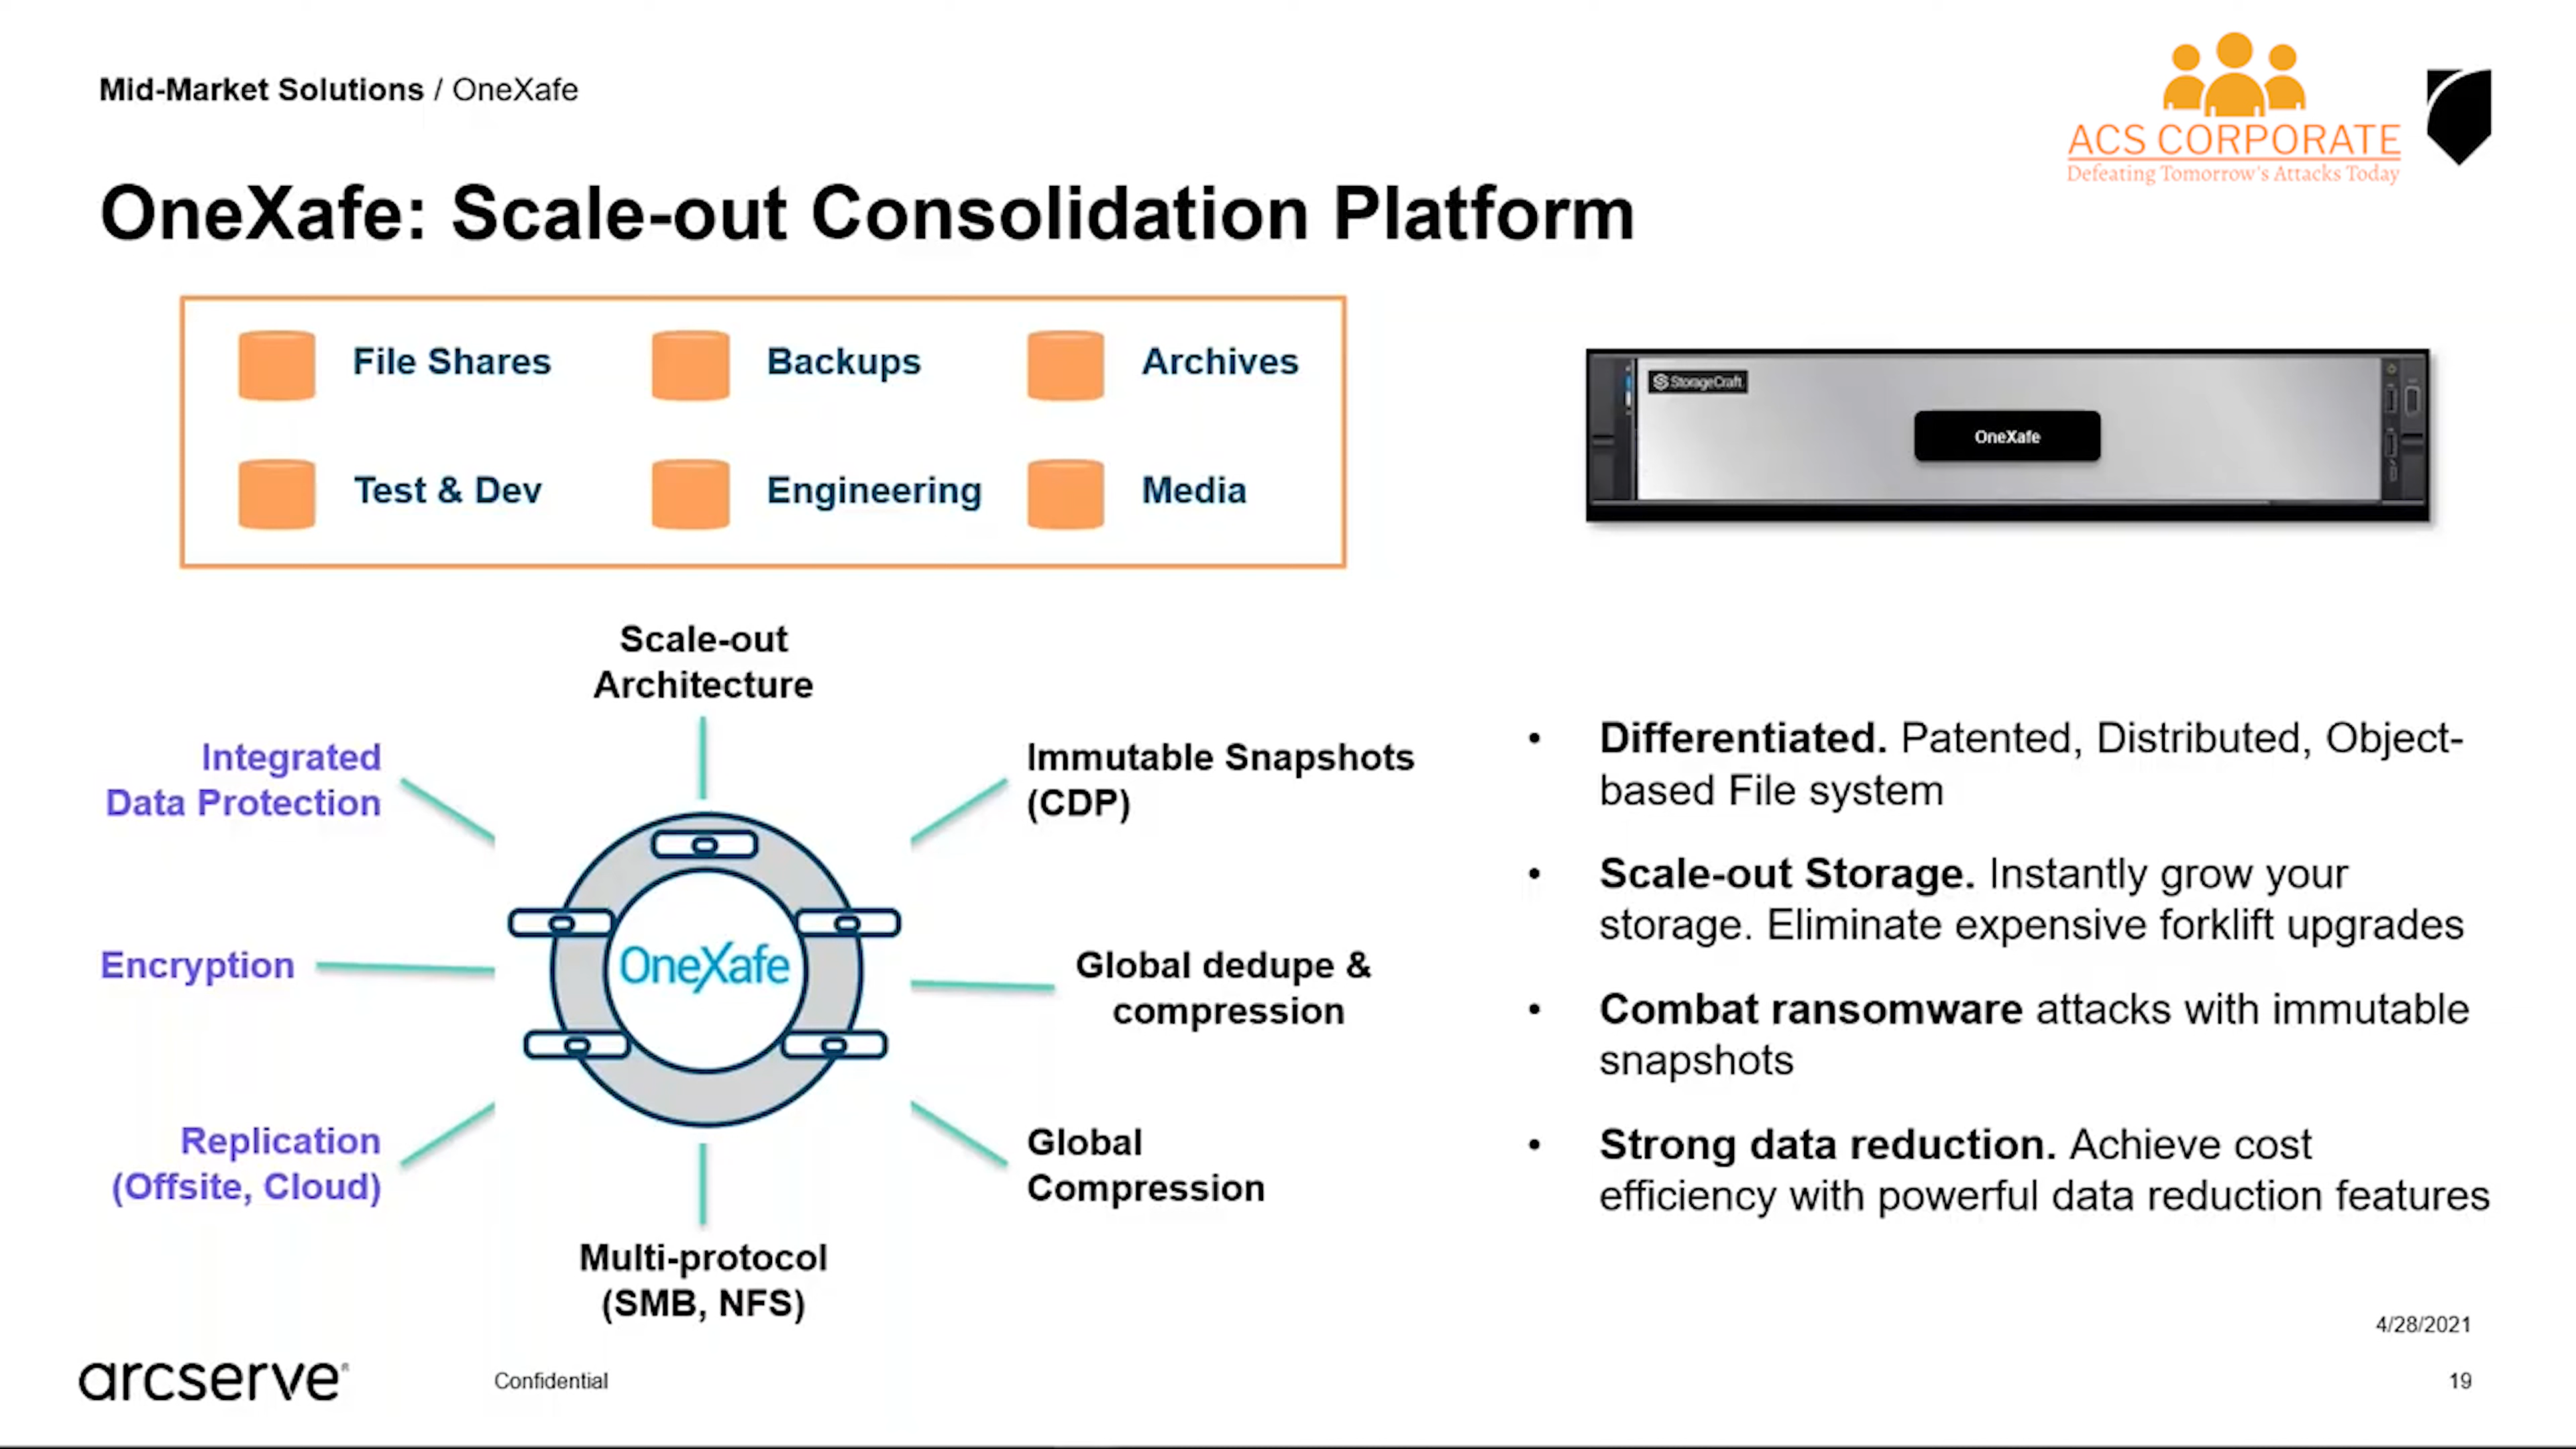 Mid-Market Solutions / OneXafe
ACS CORPORATE
Defeating Tomorrow's Attacks Today
OneXafe: Scale-out Consolidation Platform
File Shares
Backups
Archives
Test & Dev
Engineering
Media
StorageCraft
OneXafe
Scale-out
Architecture
Integrated
Data Protection
Immutable Snapshots
(CDP)
Encryption
OneXafe
Global dedupe &
compression
Replication
(Offsite, Cloud)
Global
Compression
Multi-protocol
(SMB, NFS)
• Differentiated. Patented, Distributed, Object-
based File system
• Scale-out Storage. Instantly grow your
storage. Eliminate expensive forklift upgrades
• Combat ransomware attacks with immutable
snapshots
• Strong data reduction. Achieve cost
efficiency with powerful data reduction features
4/28/2021
arcserve®
Confidential
19